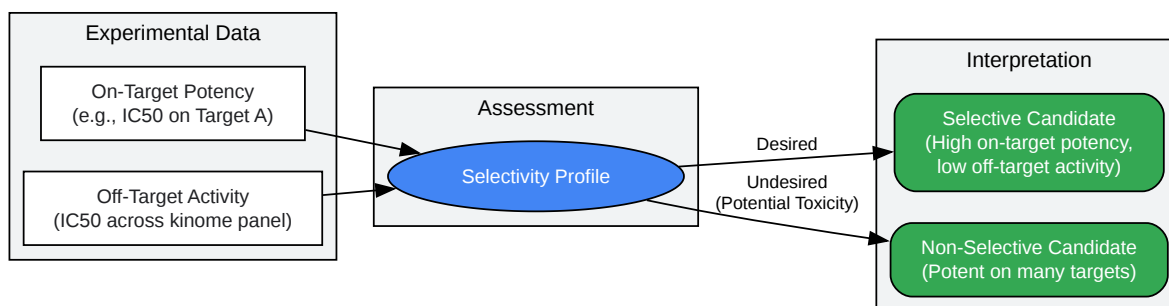 Experimental Data
On-Target Potency
(e.g., IC50 on Target A)
Off-Target Activity
(IC50 across kinome panel)
Assessment
Selectivity Profile
Desired
Undesired
(Potential Toxicity)
Interpretation
Selective Candidate
(High on-target potency,
low off-target activity)
Non-Selective Candidate
(Potent on many targets)